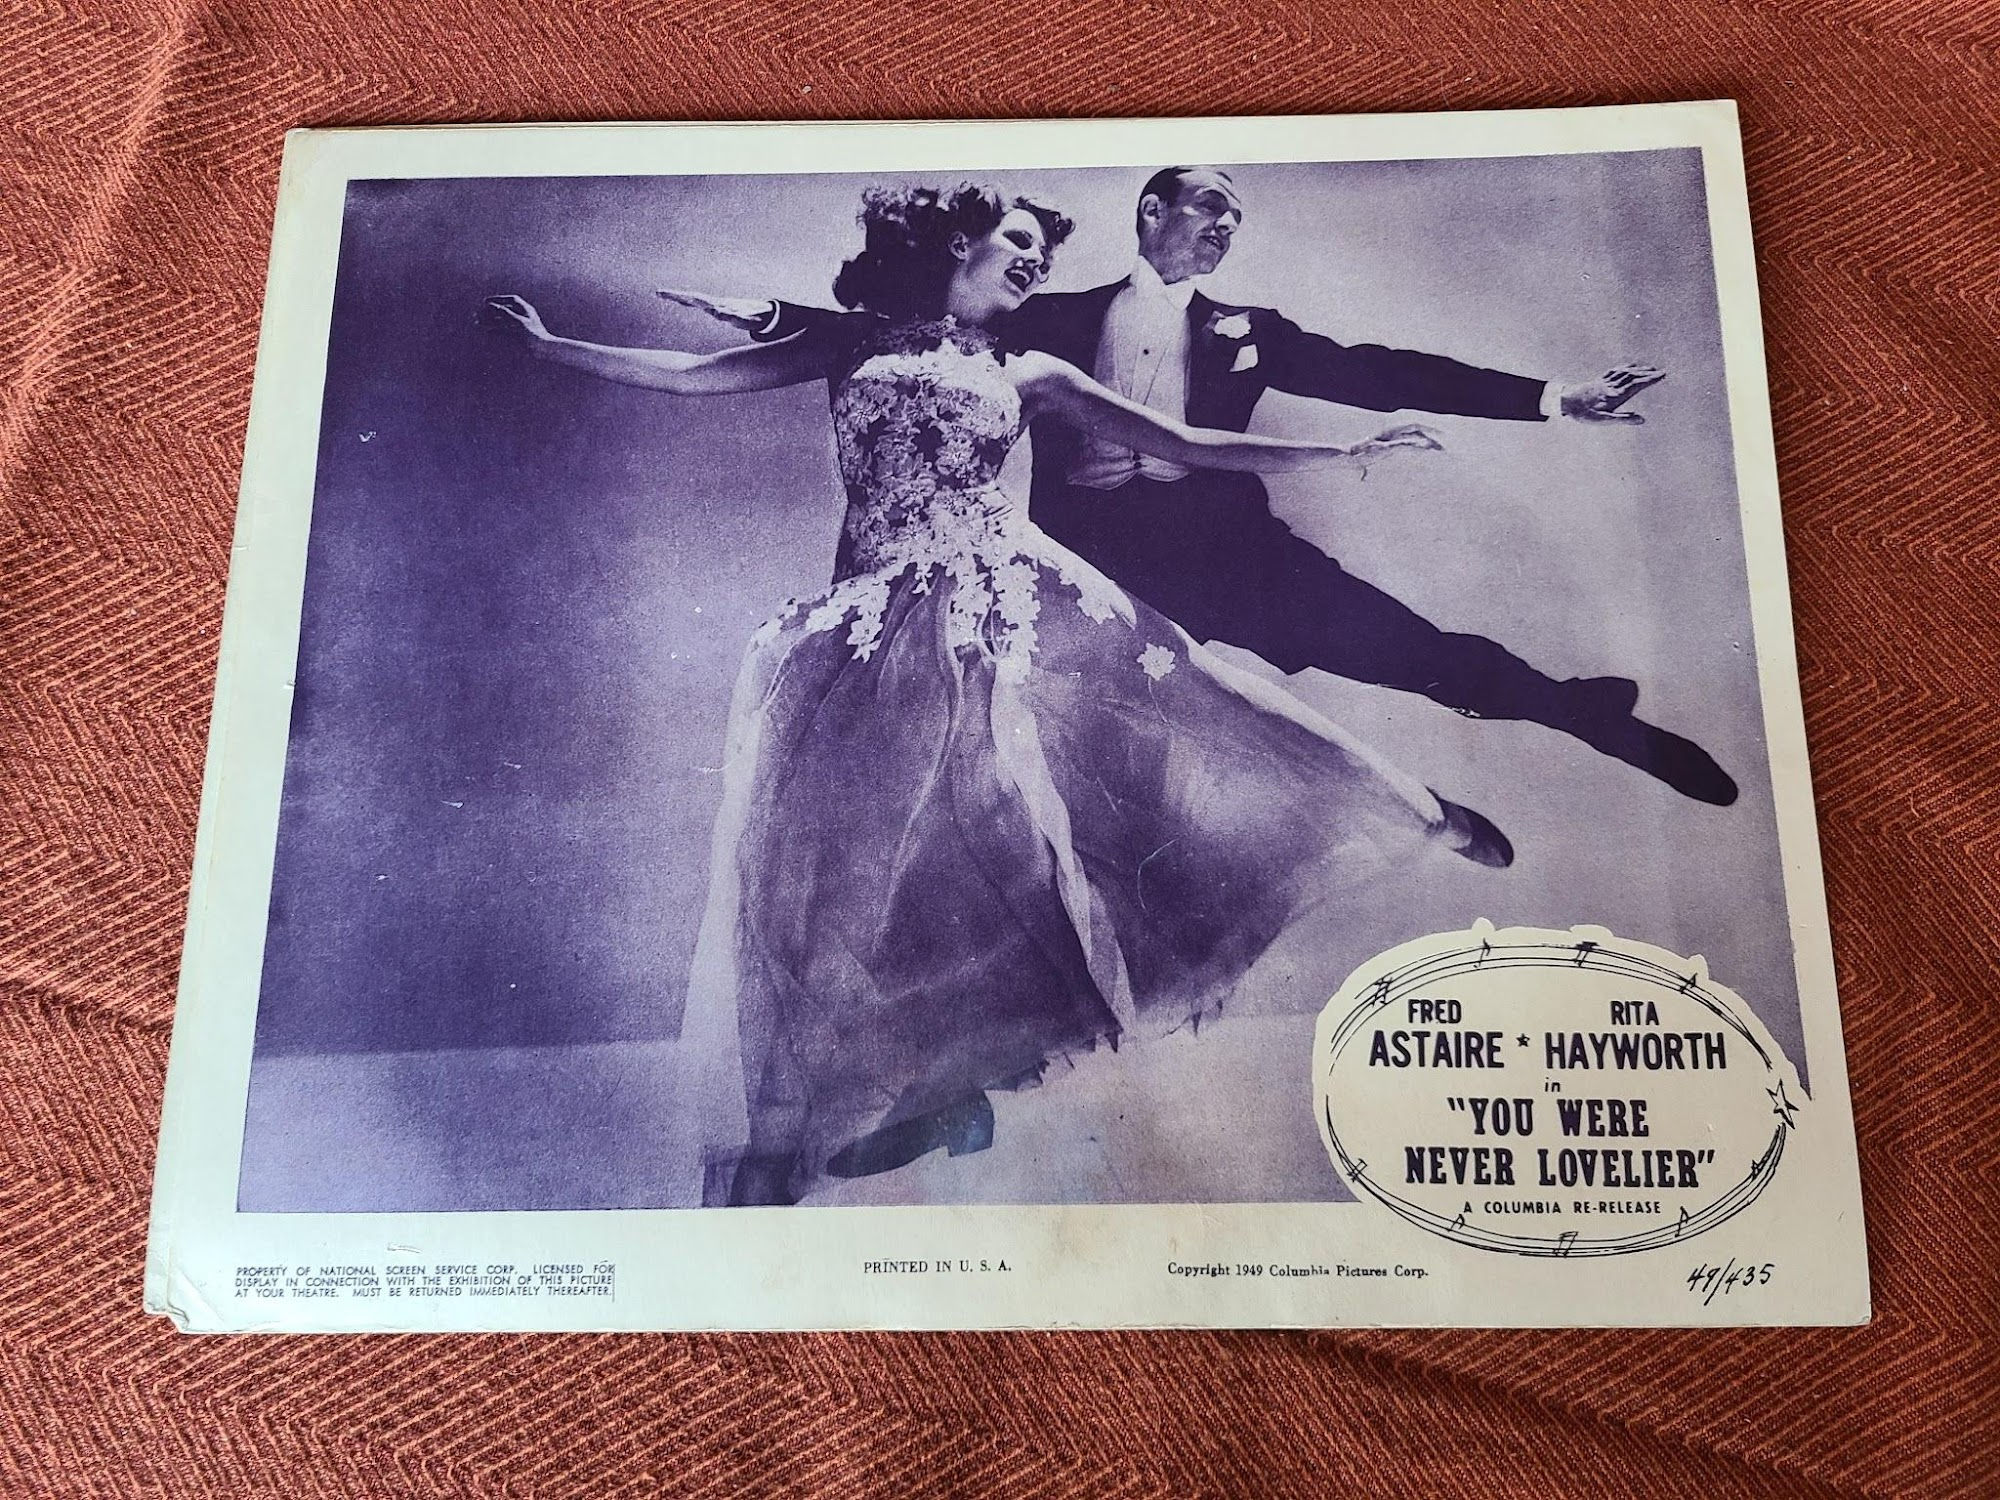 FRED RITA
ASTAIRE * HAYWORTH
in
"YOU WERE
NEVER LOVELIER"
A COLUMBIA RE-RELEASE
PROPERTY OF NATIONAL SCREEN SERVICE CORP. LICENSED FOR
DISPLAY IN CONNECTION WITH THE EXHIBITION OF THIS PICTURE
AT YOUR THEATRE. MUST BE RETURNED IMMEDIATELY THEREAFTER.
PRINTED IN U. S. A.
Copyright 1949 Columbia Pictures Corp.
49/435